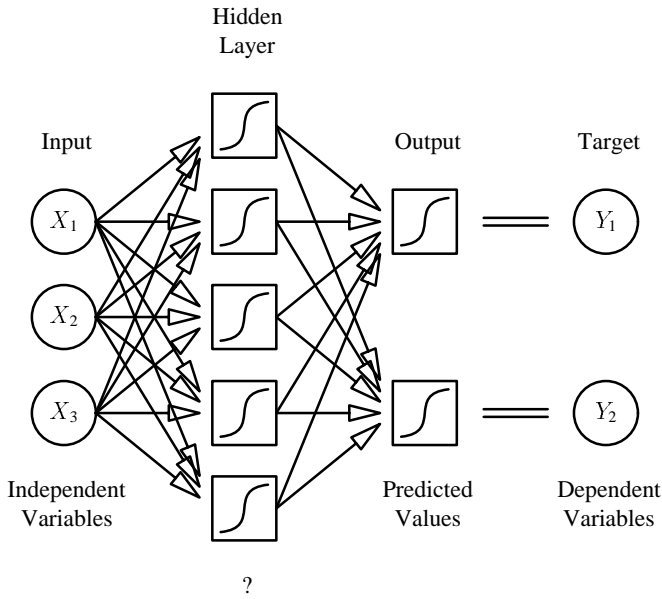 Hidden
Layer
Input
Output
Target
X₁
Y₁
X₂
X₃
Y₂
Independent
Variables
Predicted
Values
Dependent
Variables
?